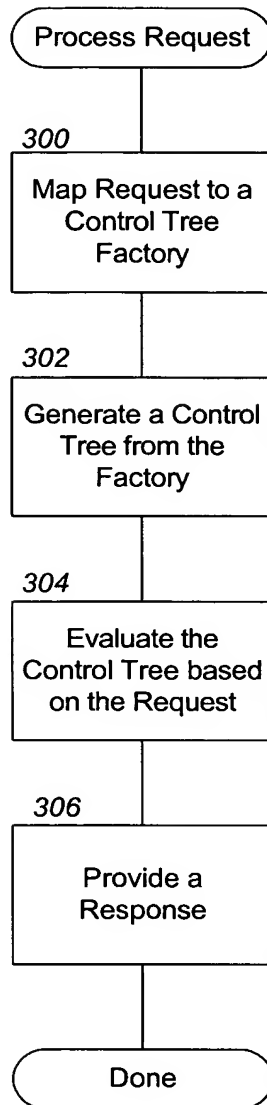 Process Request
300
Map Request to a
Control Tree
Factory
302
Generate a Control
Tree from the
Factory
304
Evaluate the
Control Tree based
on the Request
306
Provide a
Response
Done